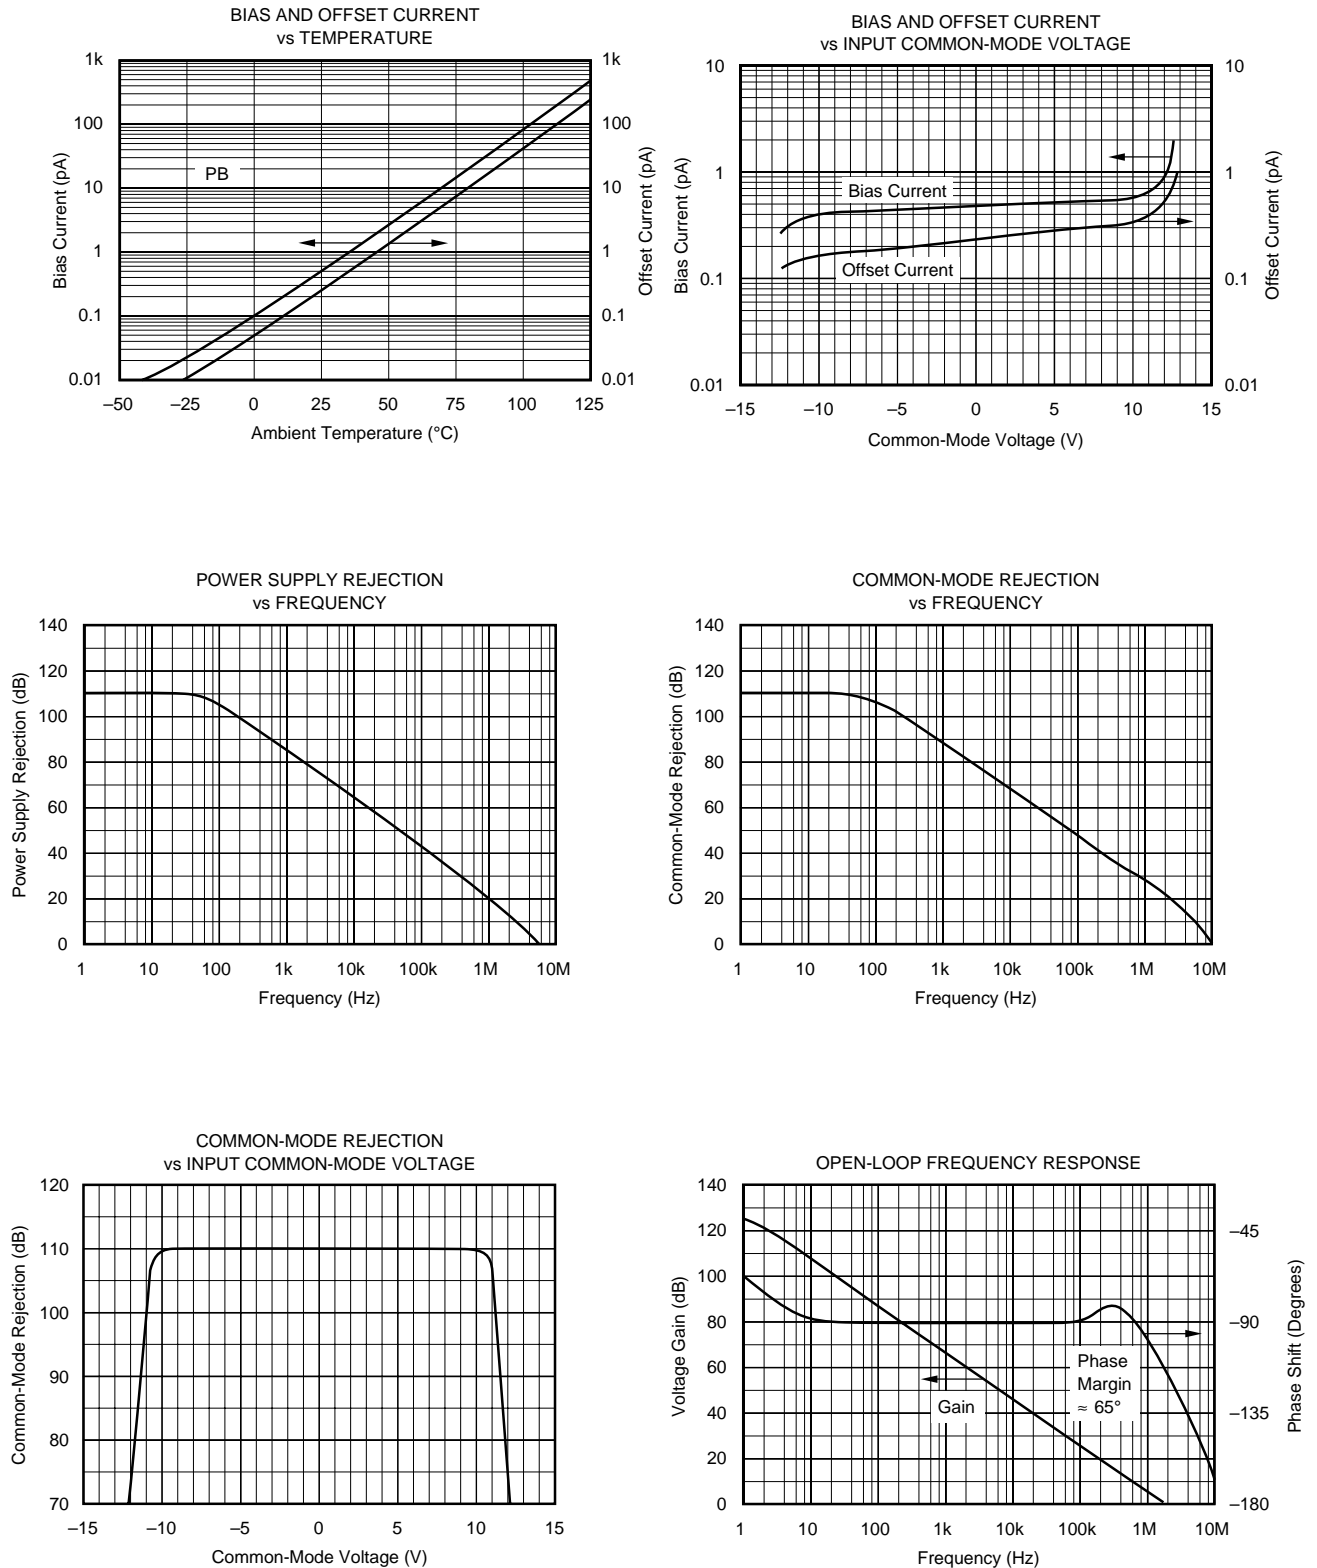 BIAS AND OFFSET CURRENT
vs TEMPERATURE
1k
100
10
1
0.1
0.01
Bias Current (pA)
PB
1k
100
10
1
0.1
0.01
Offset Current (pA)
–50 –25 0 25 50 75 100 125
Ambient Temperature (°C)
BIAS AND OFFSET CURRENT
vs INPUT COMMON-MODE VOLTAGE
10
1
0.1
0.01
Bias Current (pA)
Bias Current
Offset Current
10
1
0.1
0.01
Offset Current (pA)
–15 –10 –5 0 5 10 15
Common-Mode Voltage (V)
POWER SUPPLY REJECTION
vs FREQUENCY
140
120
100
80
60
40
20
0
Power Supply Rejection (dB)
1 10 100 1k 10k 100k 1M 10M
Frequency (Hz)
COMMON-MODE REJECTION
vs FREQUENCY
140
120
100
80
60
40
20
0
Common-Mode Rejection (dB)
1 10 100 1k 10k 100k 1M 10M
Frequency (Hz)
COMMON-MODE REJECTION
vs INPUT COMMON-MODE VOLTAGE
120
110
100
90
80
70
Common-Mode Rejection (dB)
–15 –10 –5 0 5 10 15
Common-Mode Voltage (V)
OPEN-LOOP FREQUENCY RESPONSE
140
120
100
80
60
40
20
0
Voltage Gain (dB)
Gain
Phase
Margin
≈ 65°
–45
–90
–135
–180
Phase Shift (Degrees)
1 10 100 1k 10k 100k 1M 10M
Frequency (Hz)